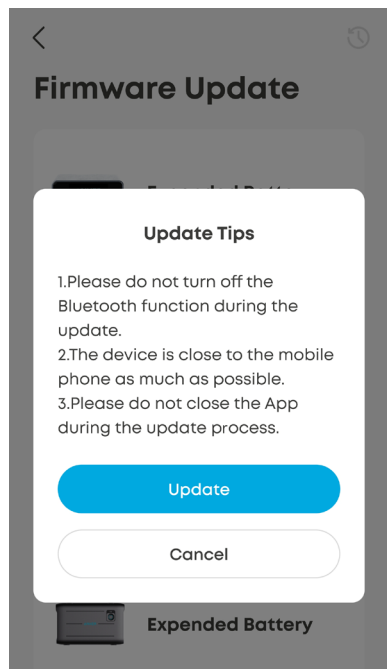 Firmware Update
Update Tips
1.Please do not turn off the
Bluetooth function during the
update.
2.The device is close to the mobile
phone as much as possible.
3.Please do not close the App
during the update process.
Update
Cancel
Expended Battery